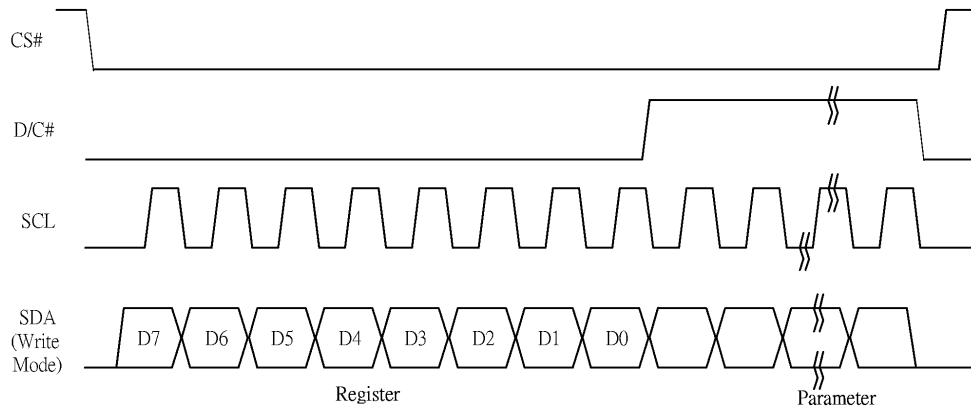 CS#
D/C#
SCL
SDA
(Write
Mode)
D7 D6 D5 D4 D3 D2 D1 D0
Register Parameter